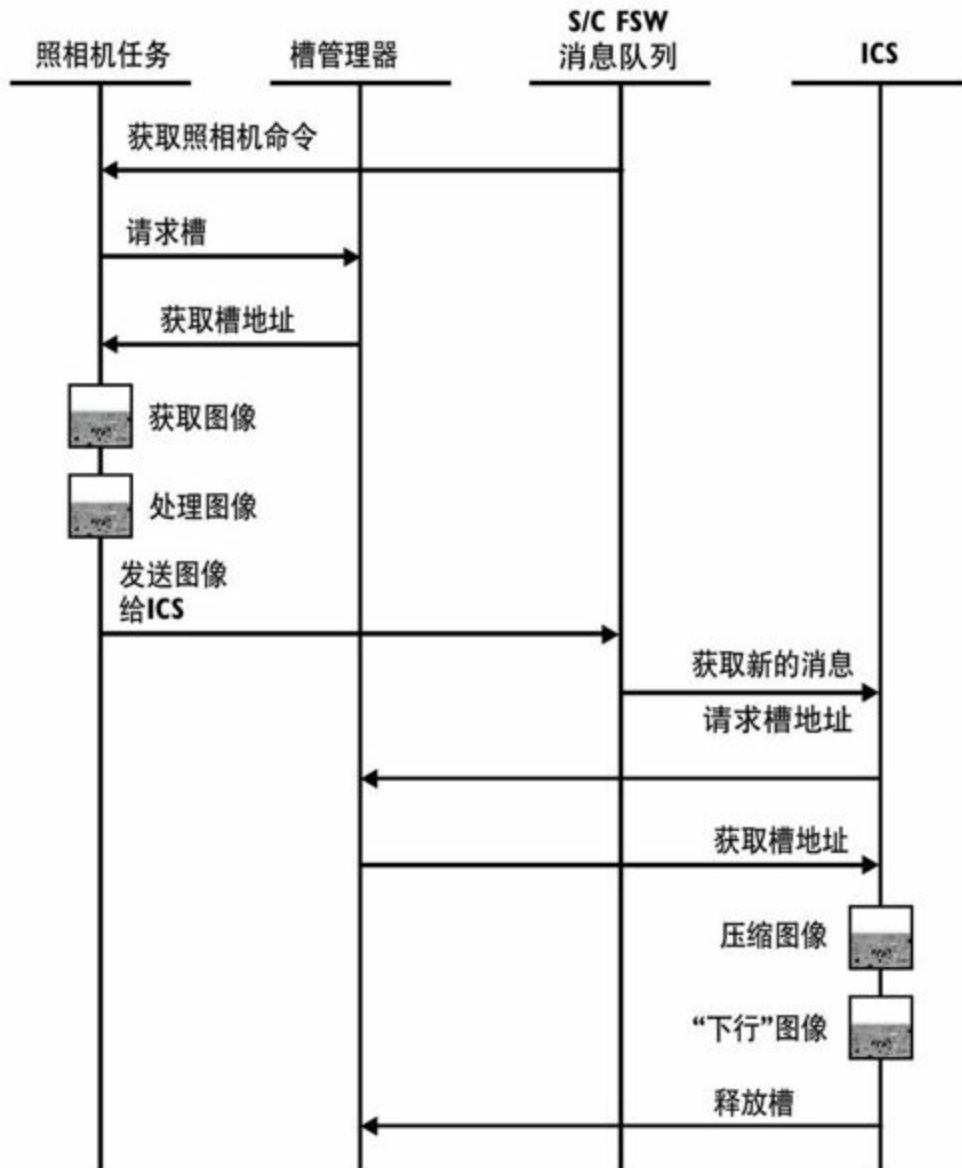 照相机任务
槽管理器
S/C FSW
消息队列
ICS
获取照相机命令
请求槽
获取槽地址
获取图像
处理图像
发送图像
给ICS
获取新的消息
请求槽地址
获取槽地址
压缩图像
“下行”图像
释放槽